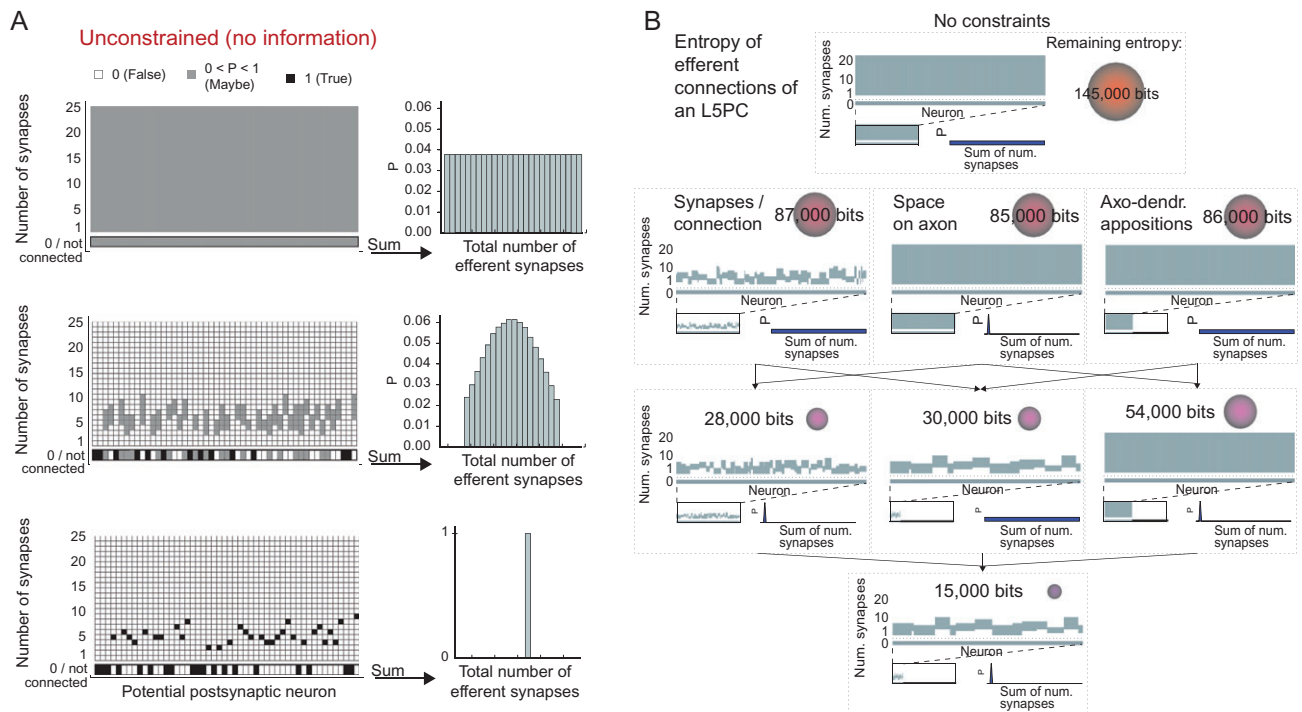 A
Unconstrained (no information)
0 (False)
0 < P < 1
(Maybe)
1 (True)
Number of synapses
25
20
15
10
5
1
0 / not
connected
Sum
P
0.06
0.05
0.04
0.03
0.02
0.01
0.00
Total number of
efferent synapses
Number of synapses
25
20
15
10
5
1
0 / not
connected
Sum
P
0.06
0.05
0.04
0.03
0.02
0.01
0.00
Total number of
efferent synapses
Number of synapses
25
20
15
10
5
1
0 / not
connected
Potential postsynaptic neuron
Sum
1
0
Total number of
efferent synapses
B
Entropy of
efferent
connections of
an L5PC
No constraints
Remaining entropy:
145,000 bits
Num. synapses
20
10
1
0
Neuron
P
Sum of num.
synapses
Synapses /
connection
87,000 bits
Num. synapses
20
10
1
0
Neuron
P
Sum of num.
synapses
Space
on axon
85,000 bits
Neuron
P
Sum of num.
synapses
Axo-dendr.
appositions
86,000 bits
Neuron
P
Sum of num.
synapses
28,000 bits
Num. synapses
20
10
1
0
Neuron
P
Sum of num.
synapses
30,000 bits
Neuron
P
Sum of num.
synapses
54,000 bits
Neuron
P
Sum of num.
synapses
15,000 bits
20
10
1
0
Neuron
P
Sum of num.
synapses